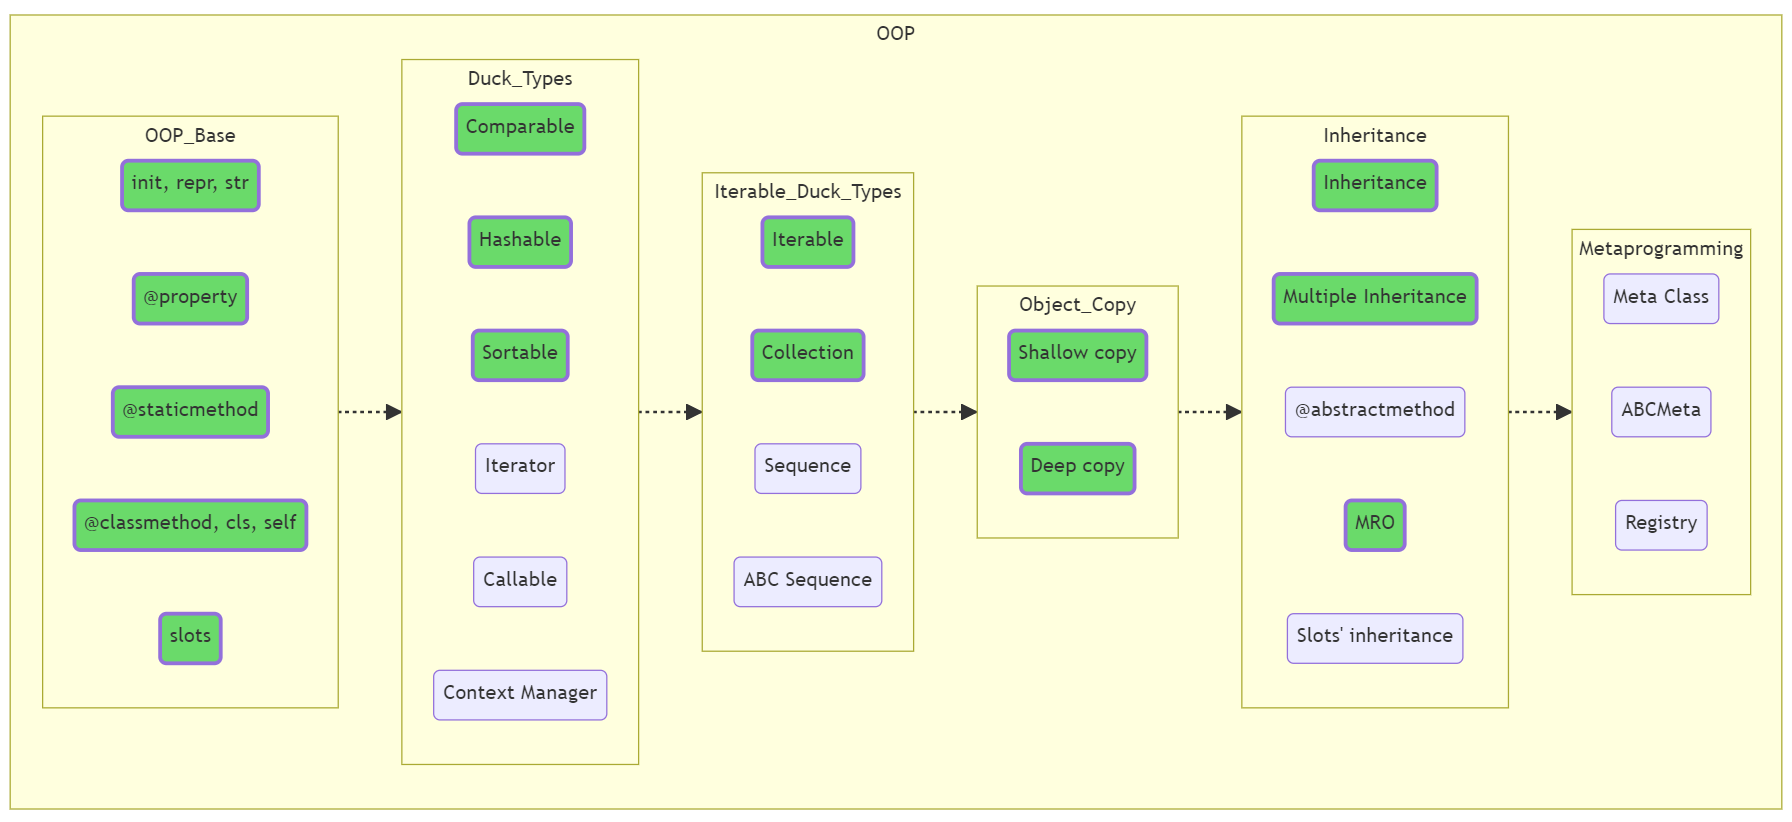 OOP
OOP_Base
init, repr, str
@property
@staticmethod
@classmethod, cls, self
slots
Duck_Types
Comparable
Hashable
Sortable
Iterator
Callable
Context Manager
Iterable_Duck_Types
Iterable
Collection
Sequence
ABC Sequence
Object_Copy
Shallow copy
Deep copy
Inheritance
Inheritance
Multiple Inheritance
@abstractmethod
MRO
Slots' inheritance
Metaprogramming
Meta Class
ABCMeta
Registry